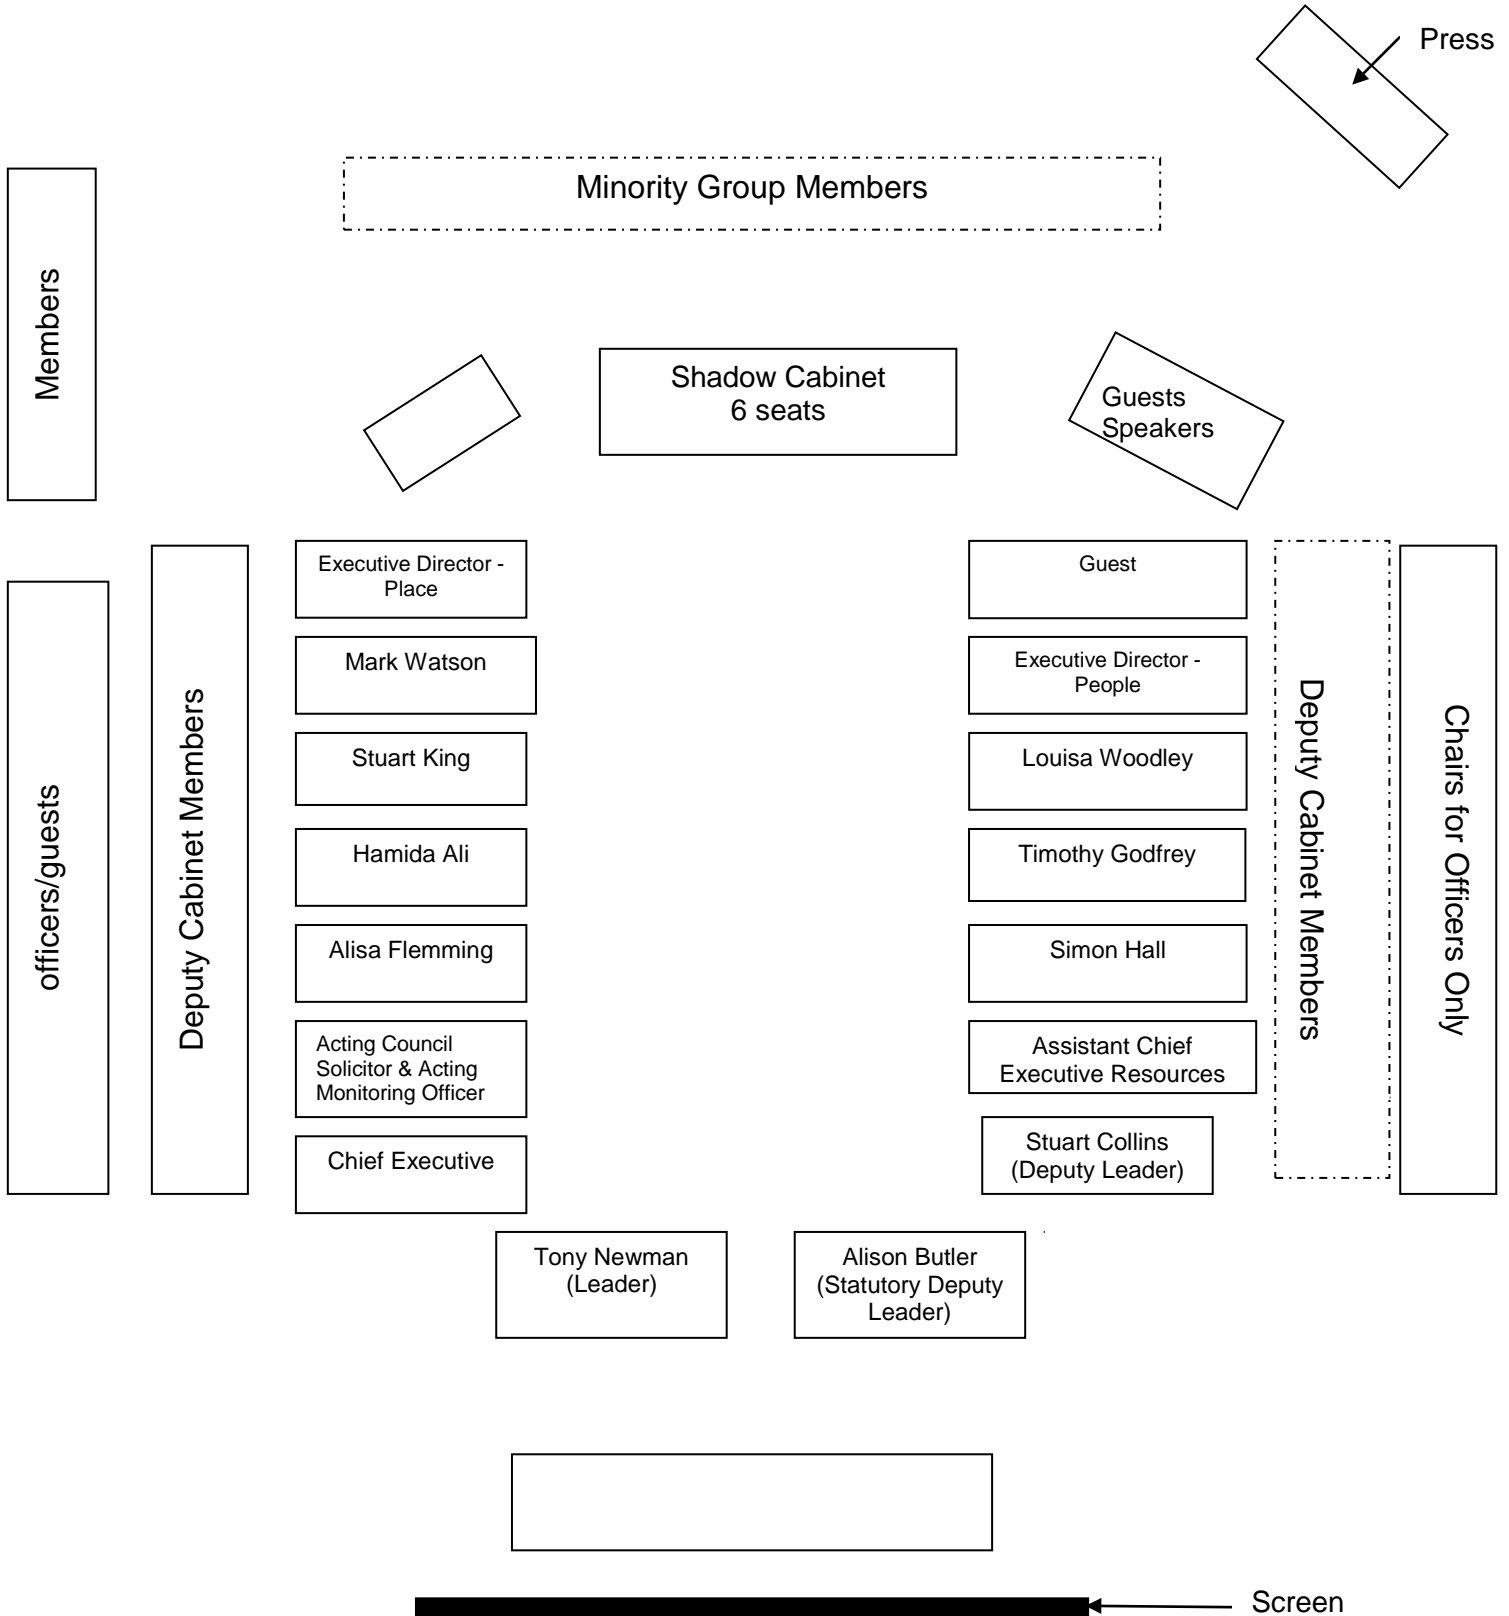 Press
Minority Group Members
Members
Shadow Cabinet
6 seats
Guests
Speakers
officers/guests
Deputy Cabinet Members
Executive Director -
Place
Mark Watson
Stuart King
Hamida Ali
Alisa Flemming
Acting Council
Solicitor & Acting
Monitoring Officer
Chief Executive
Guest
Executive Director -
People
Louisa Woodley
Timothy Godfrey
Simon Hall
Assistant Chief
Executive Resources
Stuart Collins
(Deputy Leader)
Deputy Cabinet Members
Chairs for Officers Only
Tony Newman
(Leader)
Alison Butler
(Statutory Deputy
Leader)
Screen